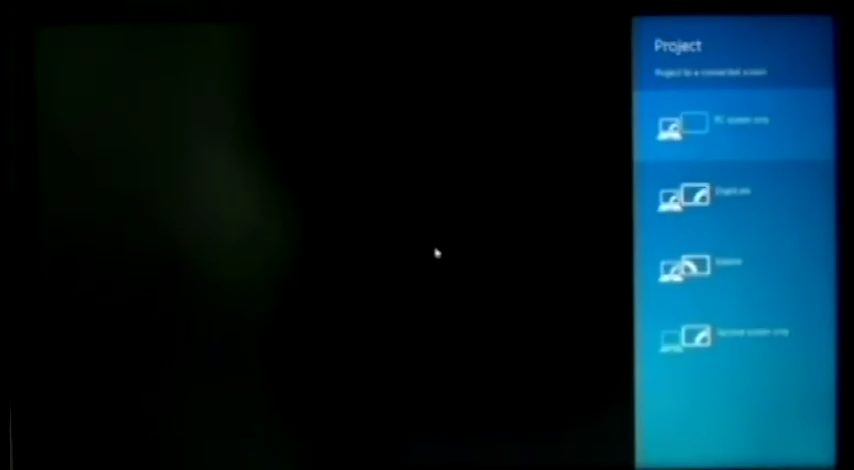 Project
Project to a connected screen
PC screen only
Duplicate
Extend
Second screen only